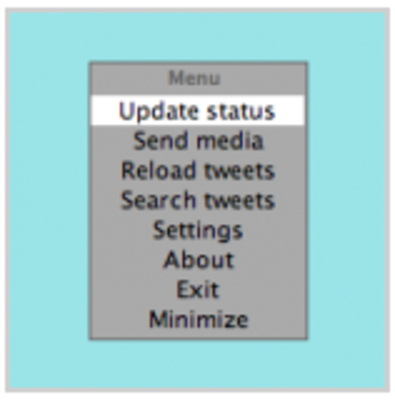 Menu
Update status
Send media
Reload tweets
Search tweets
Settings
About
Exit
Minimize